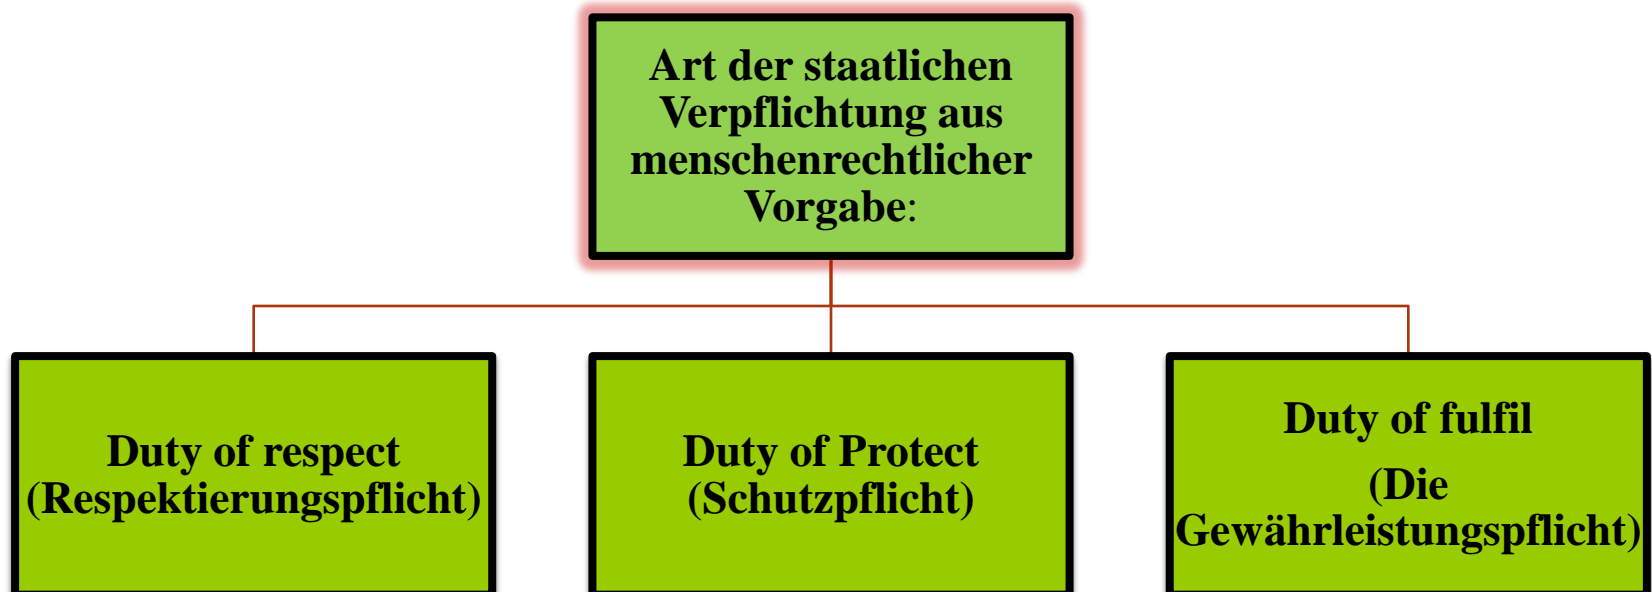 Art der staatlichen
Verpflichtung aus
menschenrechtlicher
Vorgabe:
Duty of respect
(Respektierungspflicht)
Duty of Protect
(Schutzpflicht)
Duty of fulfil
(Die
Gewährleistungspflicht)